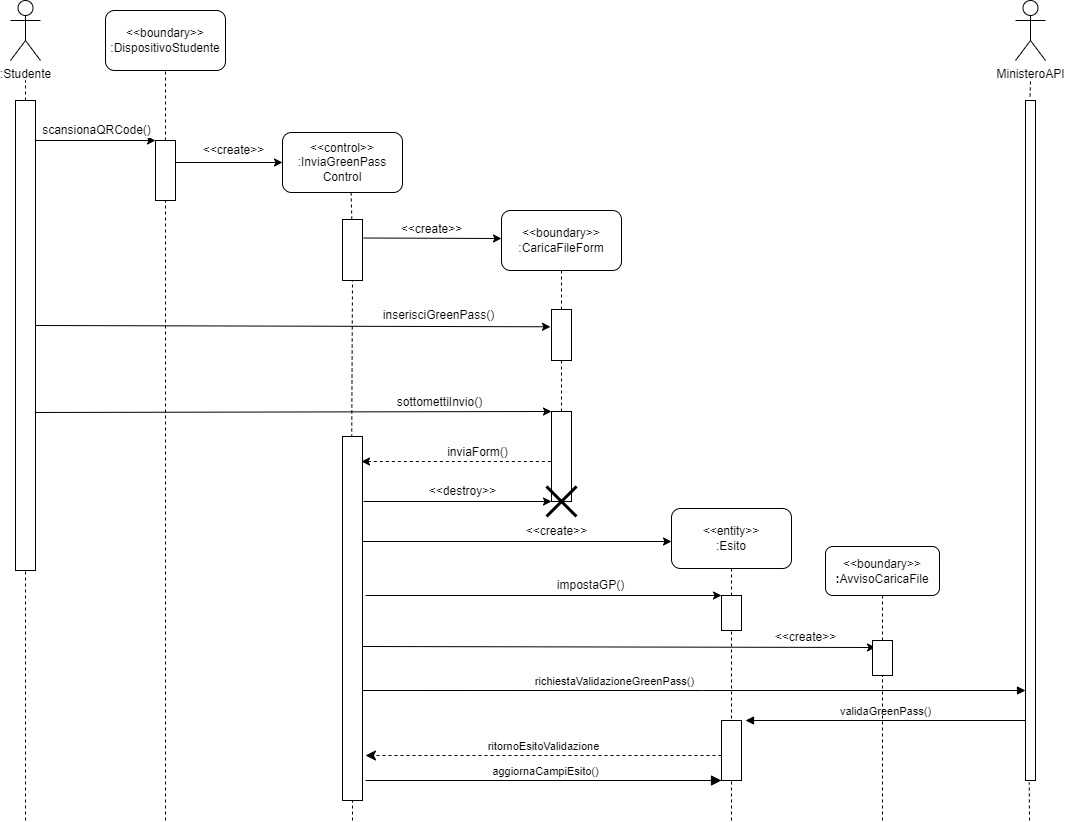 <<boundary>>
:DispositivoStudente
:Studente
MinisteroAPI
scansionaQRCode()
<<create>>
<<control>>
:InviaGreenPass
Control
<<create>>
<<boundary>>
:CaricaFileForm
inserisciGreenPass()
sottomettiInvio()
inviaForm()
<<destroy>>
<<create>>
<<entity>>
:Esito
<<boundary>>
:AvvisoCaricaFile
impostaGP()
<<create>>
richiestaValidazioneGreenPass()
validaGreenPass()
ritornoEsitoValidazione
aggiornaCampiEsito()